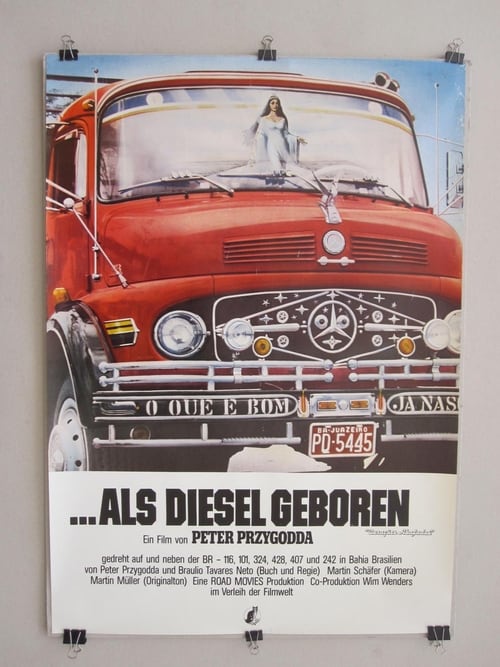 O QUE E BOM
JA NAS
BA-JUAZEIRO
PQ-5445
...ALS DIESEL GEBOREN
Ein Film von PETER PRZYGODDA
gedreht auf und neben der BR - 116, 101, 324, 428, 407 und 242 in Bahia Brasilien
von Peter Przygodda und Braulio Tavares Neto (Buch und Regie) Martin Schäfer (Kamera)
Martin Müller (Originalton) Eine ROAD MOVIES Produktion Co-Produktion Wim Wenders
im Verleih der Filmwelt